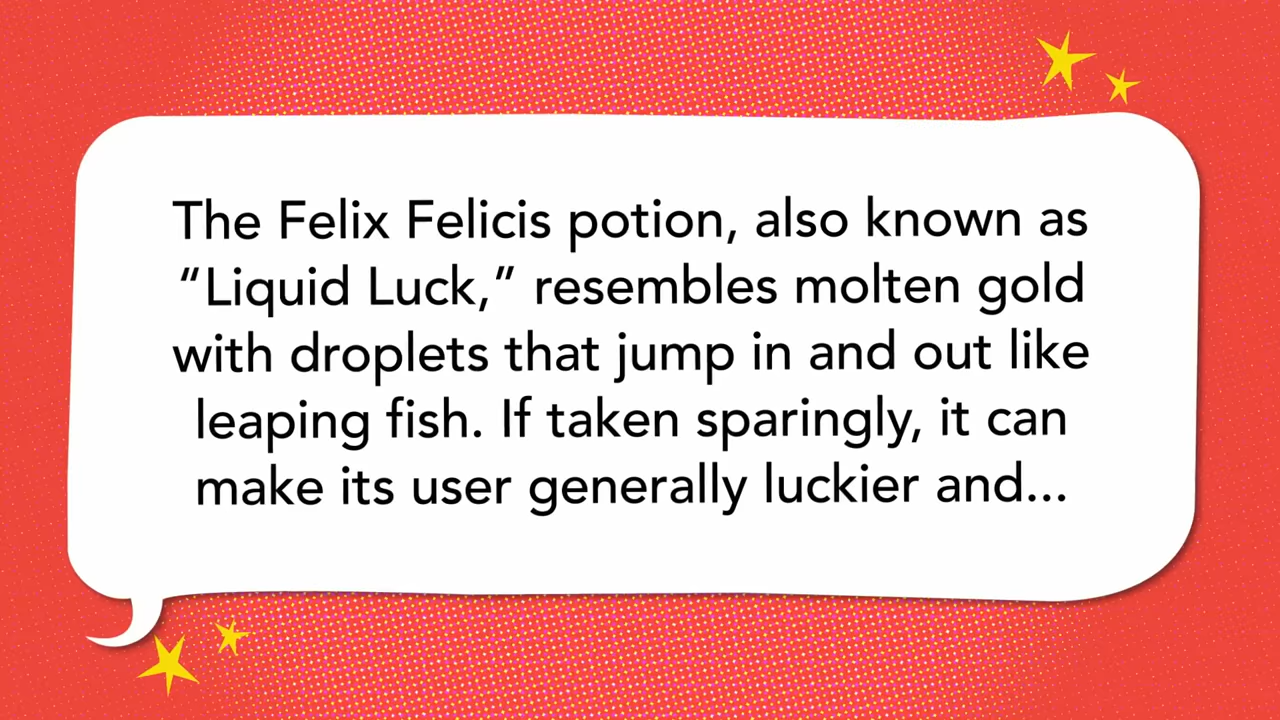 The Felix Felicis potion, also known as
“Liquid Luck,” resembles molten gold
with droplets that jump in and out like
leaping fish. If taken sparingly, it can
make its user generally luckier and...